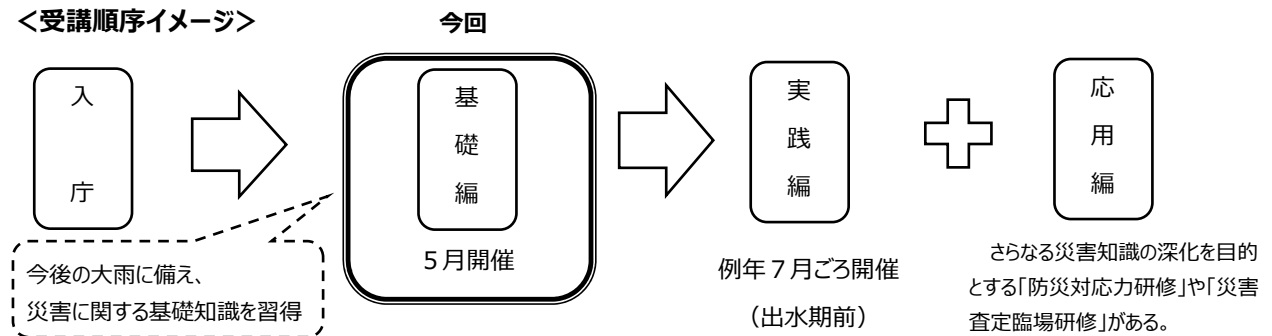 ＜受講順序イメージ＞
今回
入庁
基礎編
5月開催
実践編
例年７月ごろ開催
（出水期前）
応用編
さらなる災害知識の深化を目的
とする「防災対応力研修」や「災害
査定臨場研修」がある。
今後の大雨に備え、
災害に関する基礎知識を習得